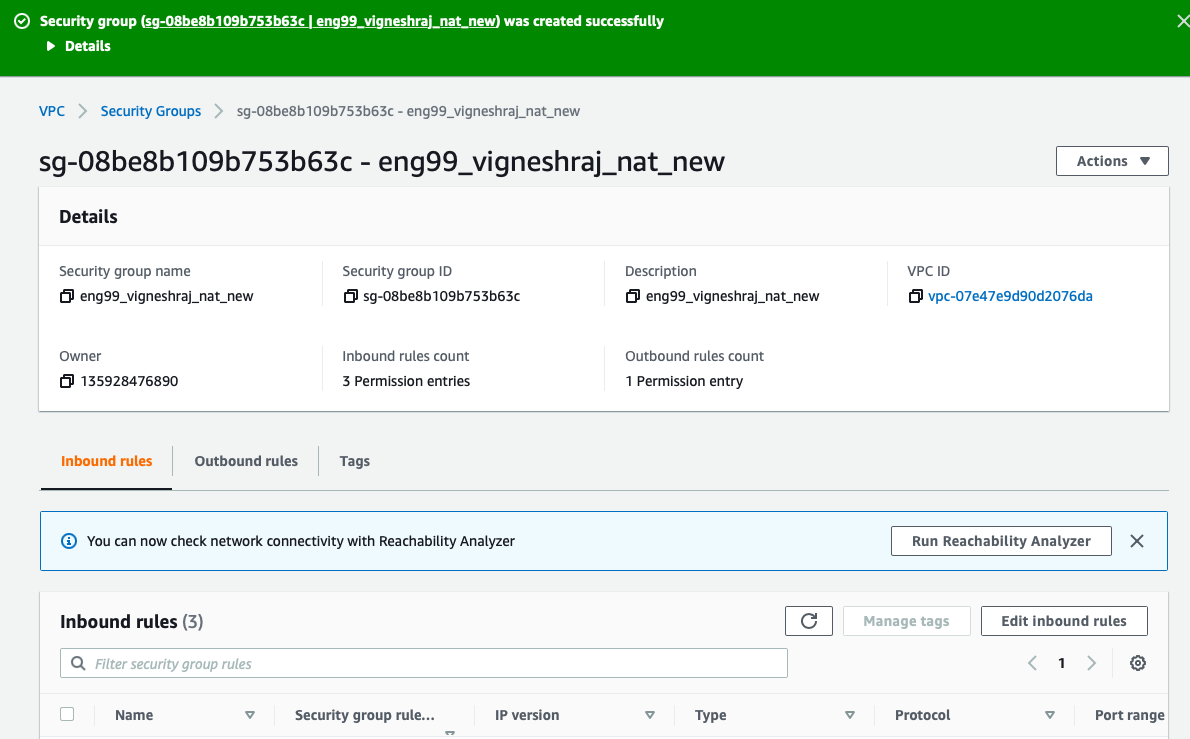 Security group (sg-08be8b109b753b63c | eng99_vigneshraj_nat_new) was created successfully
Details
VPC Security Groups sg-08be8b109b753b63c - eng99_vigneshraj_nat_new
sg-08be8b109b753b63c - eng99_vigneshraj_nat_new
Actions
Details
Security group name
eng99_vigneshraj_nat_new
Security group ID
sg-08be8b109b753b63c
Description
eng99_vigneshraj_nat_new
VPC ID
vpc-07e47e9d90d2076da
Owner
135928476890
Inbound rules count
3 Permission entries
Outbound rules count
1 Permission entry
Inbound rules Outbound rules Tags
You can now check network connectivity with Reachability Analyzer
Run Reachability Analyzer
Inbound rules (3)
Manage tags
Edit inbound rules
Filter security group rules
1
Name Security group rule... IP version Type Protocol Port range